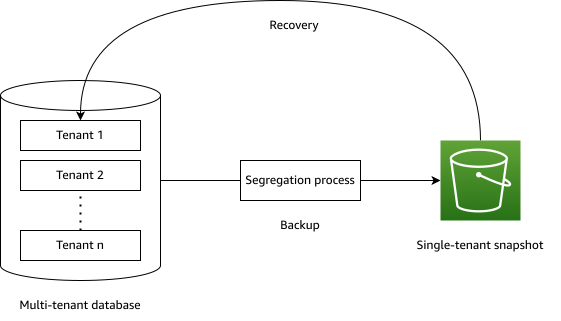 Recovery
Tenant 1
Tenant 2
Tenant n
Segregation process
Backup
Single-tenant snapshot
Multi-tenant database